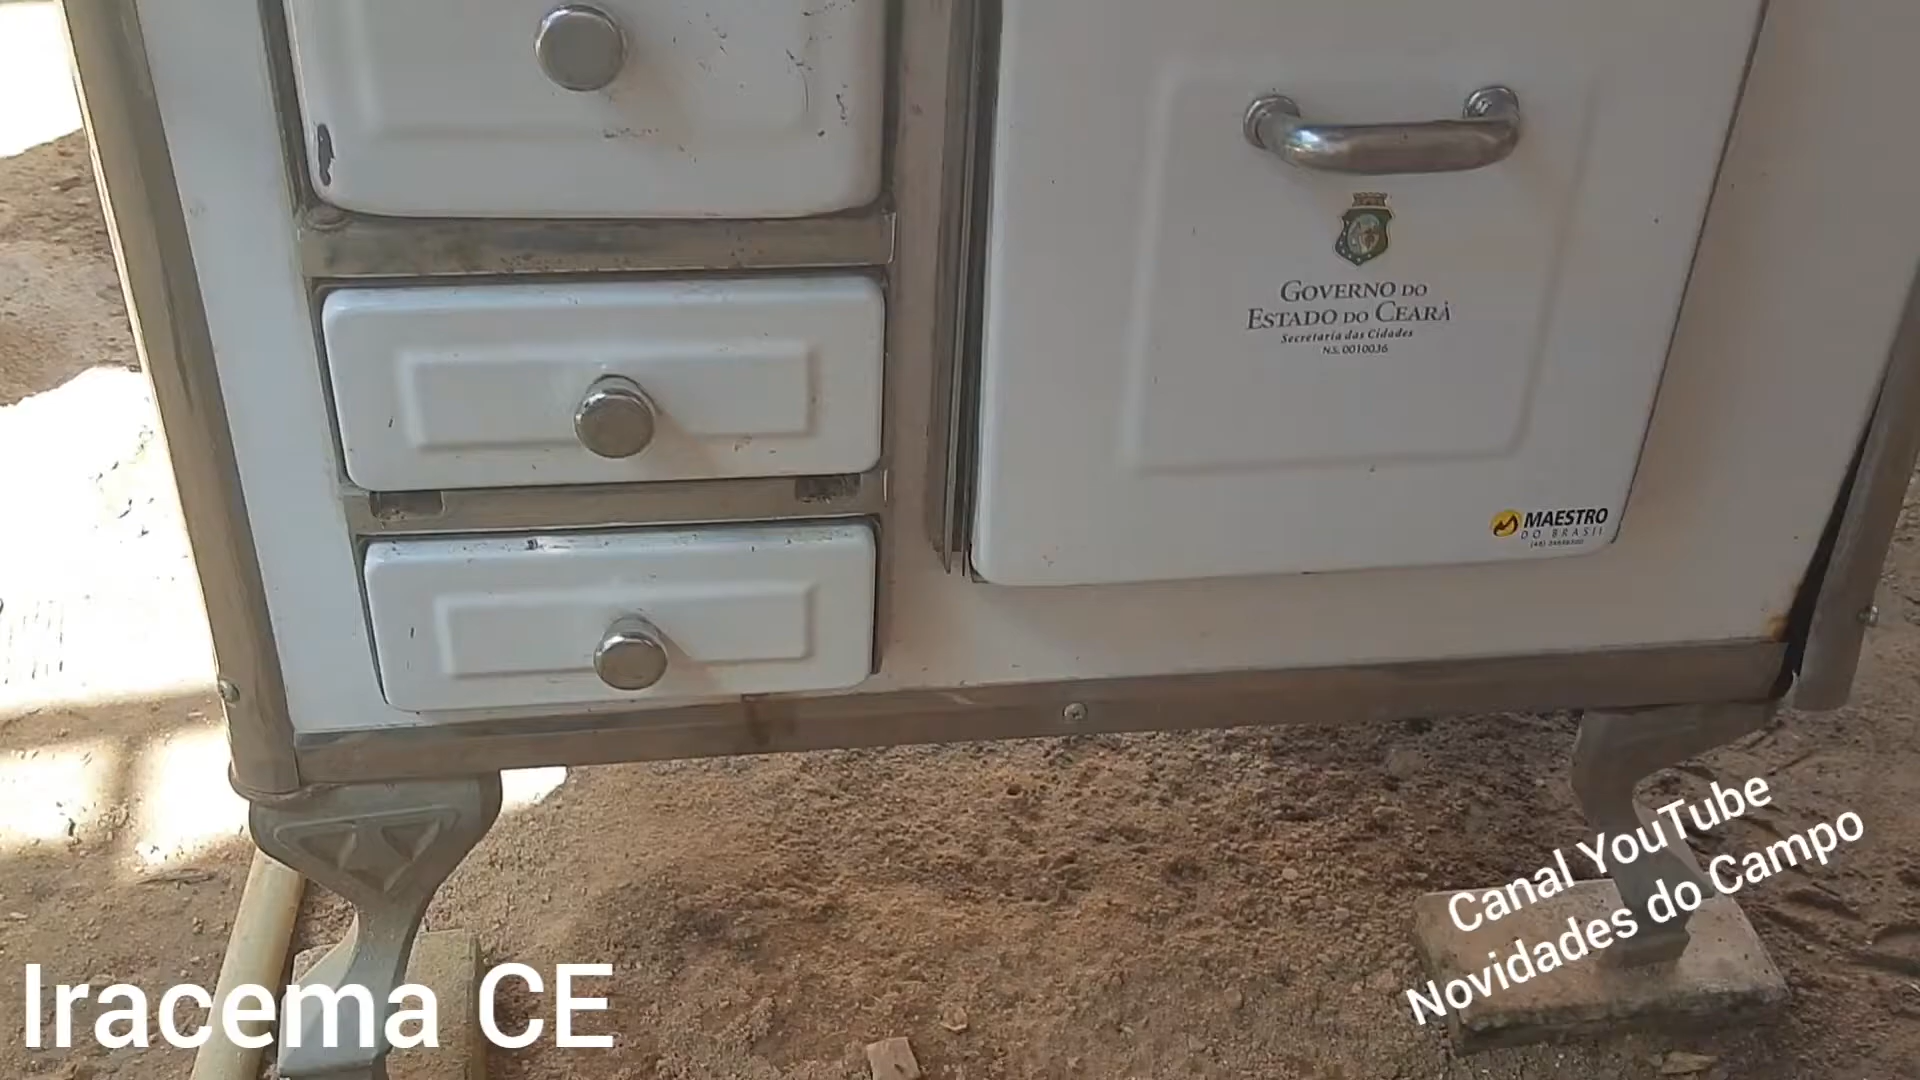 GOVERNO DO
ESTADO DO CEARÁ
Secretaria das Cidades
N.S. 0010036
MAESTRO
DO BRASIL
Canal YouTube
Novidades do Campo
Iracema CE